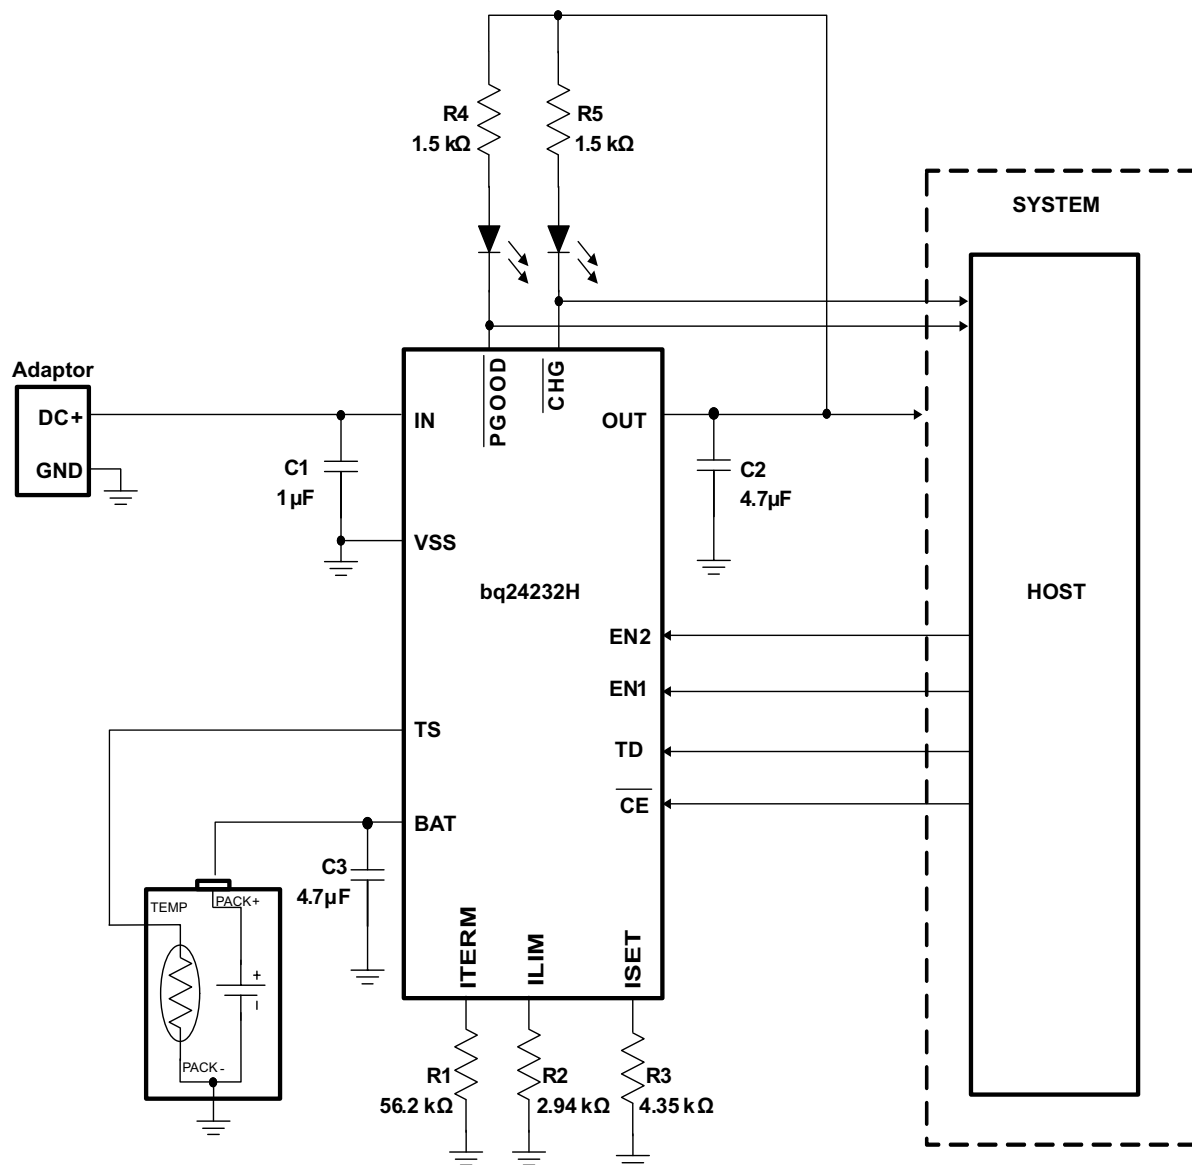 R4
1.5 kΩ
R5
1.5 kΩ
SYSTEM
Adaptor
DC+
GND
C1
1µF
IN
PGOOD
CHG
OUT
C2
4.7µF
VSS
bq24232H
HOST
EN2
EN1
TS
TD
CE
BAT
C3
4.7µF
TEMP
PACK+
+
−
PACK-
ITERM
ILIM
ISET
R1
56.2 kΩ
R2
2.94 kΩ
R3
4.35 kΩ